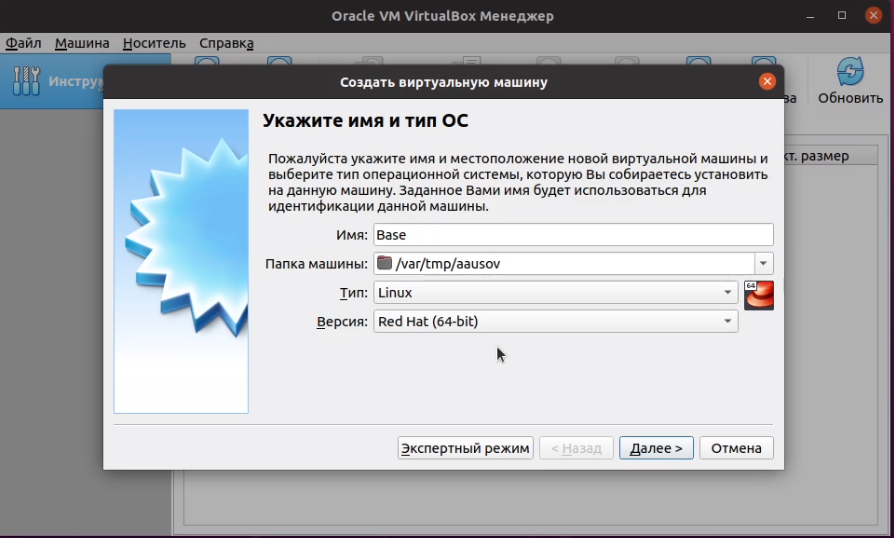 Oracle VM VirtualBox Менеджер
Файл Машина Носитель Справка
Обновить
Создать виртуальную машину
Укажите имя и тип ОС
Пожалуйста укажите имя и местоположение новой виртуальной машины и
выберите тип операционной системы, которую Вы собираетесь установить
на данную машину. Заданное Вами имя будет использоваться для
идентификации данной машины.
Имя: Base
Папка машины: /var/tmp/aausov
Тип: Linux
64
Версия: Red Hat (64-bit)
размер
Экспертный режим < Назад Далее > Отмена